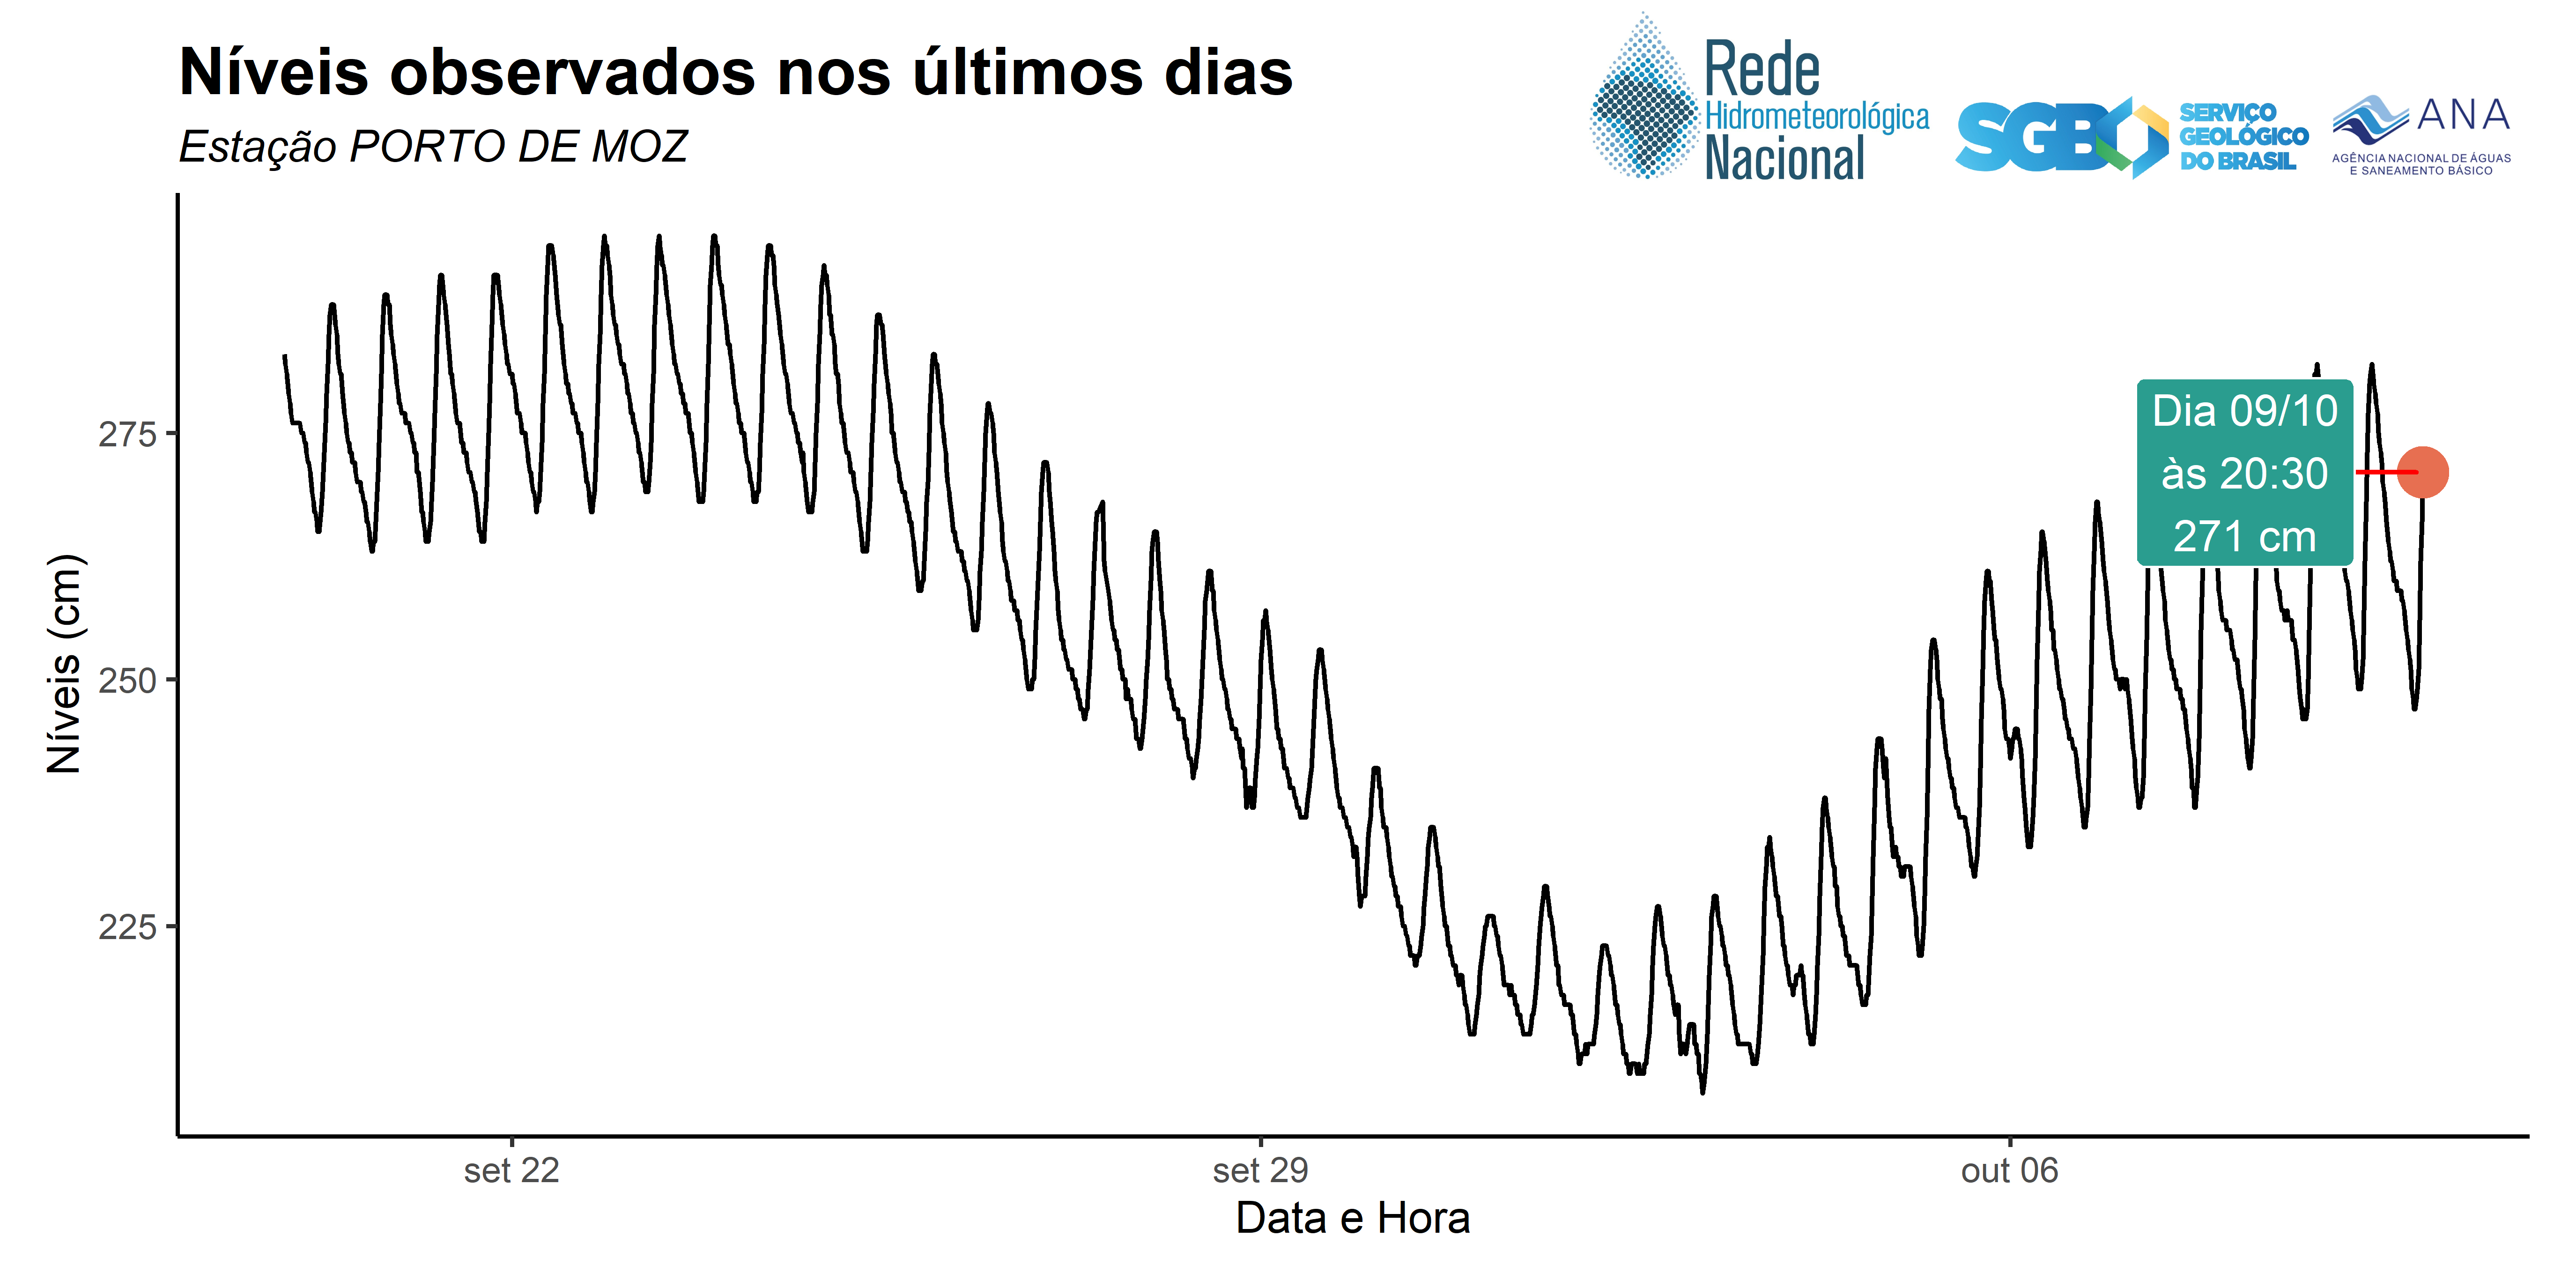 Níveis observados nos últimos dias
Estação PORTO DE MOZ
Rede
Hidrometeorológica
Nacional
SGB
SERVIÇO
GEOLÓGICO
DO BRASIL
ANA
AGÊNCIA NACIONAL DE ÁGUAS
E SANEAMENTO BÁSICO
Níveis (cm)
275
250
225
Dia 09/10
às 20:30
271 cm
set 22
set 29
out 06
Data e Hora